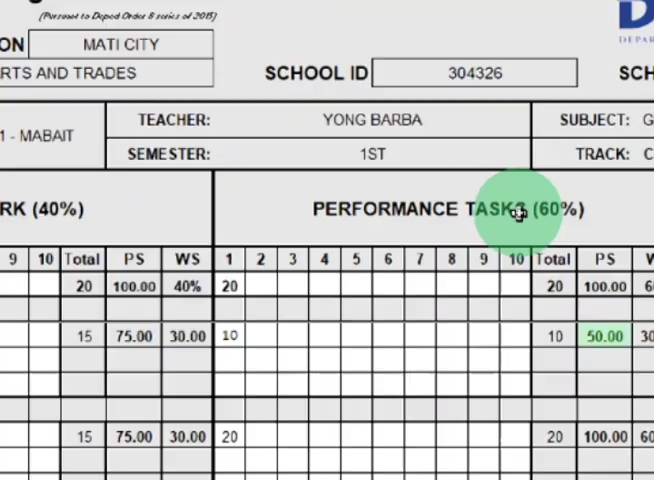 (Pursuant to Deped Order 8 series of 2015)
D
DEPAR
ON MATI CITY
RTS AND TRADES SCHOOL ID 304326 SCH
TEACHER: YONG BARBA SUBJECT: G
1 - MABAIT
SEMESTER: 1ST TRACK: C
RK (40%) PERFORMANCE TASKS (60%)
9 10 Total PS WS 1 2 3 4 5 6 7 8 9 10 Total PS W
20 100.00 40% 20 20 100.00 60
15 75.00 30.00 10 10 50.00 30
15 75.00 30.00 20 20 100.00 60